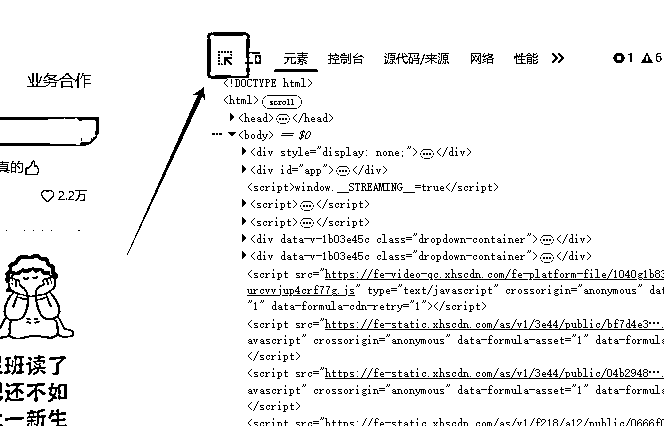 元素 控制台 源代码/来源 网络 性能 1 6
业务合作
真的
2.2万
班读了
还不如
一新生
<!DOCTYPE html>
<html> scroll
<head> </head>
<body> == $0
<div style="display: none;"> </div>
<div id="app"> </div>
<script>window.__STREAMING__=true</script>
<script> </script>
<script> </script>
<div data-v-1b03e45c class="dropdown-container"> </div>
<div data-v-1b03e45c class="dropdown-container"> </div>
<script src="https://fe-video-qc.xhscdn.com/fe-platform-file/1040g1b83
urcvvjup4crf77g.js" type="text/javascript" crossorigin="anonymous" dat
"1" data-formula-cdn-retry="1"></script>
<script src="https://fe-static.xhscdn.com/as/v1/3e44/public/bf7d4e3…
avascript" crossorigin="anonymous" data-formula-asset="1" data-formula
</script>
<script src="https://fe-static.xhscdn.com/as/v1/3e44/public/04b2948…
avascript" crossorigin="anonymous" data-formula-asset="1" data-formula
</script>
<script src="https://fe-static.xhscdn.com/as/v1/f218/a12/public/0666f0